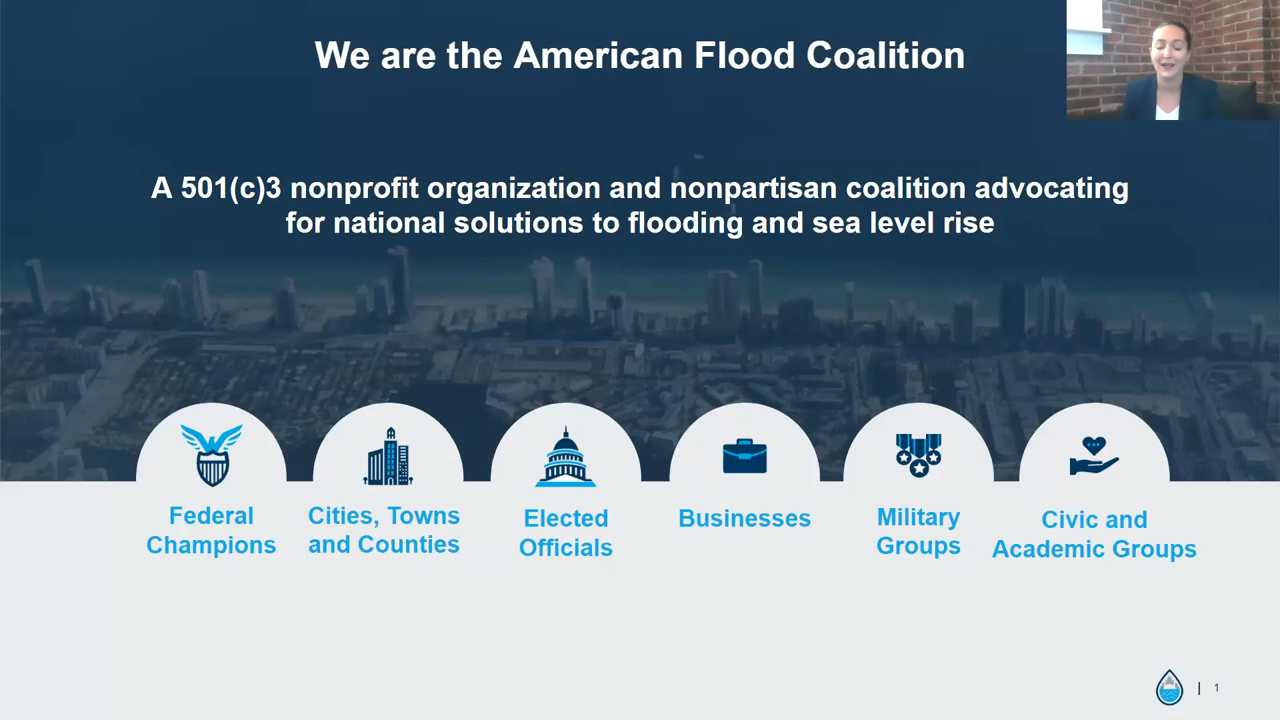 We are the American Flood Coalition
A 501(c)3 nonprofit organization and nonpartisan coalition advocating
for national solutions to flooding and sea level rise
Federal
Champions
Cities, Towns
and Counties
Elected
Officials
Businesses
Military
Groups
Civic and
Academic Groups
| 1